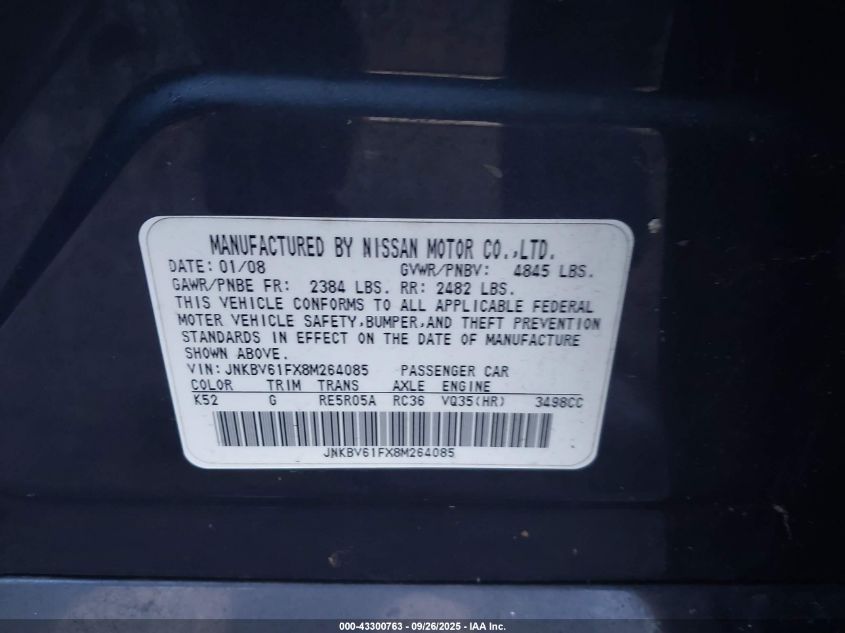 MANUFACTURED BY NISSAN MOTOR CO.,LTD.
DATE: 01/08 GVWR/PNBV: 4845 LBS.
GAWR/PNBE FR: 2384 LBS. RR: 2482 LBS.
THIS VEHICLE CONFORMS TO ALL APPLICABLE FEDERAL
MOTER VEHICLE SAFETY,BUMPER,AND THEFT PREVENTION
STANDARDS IN EFFECT ON THE DATE OF MANUFACTURE
SHOWN ABOVE.
VIN: JNKBV61FX8M264085 PASSENGER CAR
COLOR TRIM TRANS AXLE ENGINE
K52 G RE5R05A RC36 VQ35(HR) 3498CC
JNKBV61FX8M264085
000-43300763 - 09/26/2025 - IAA Inc.